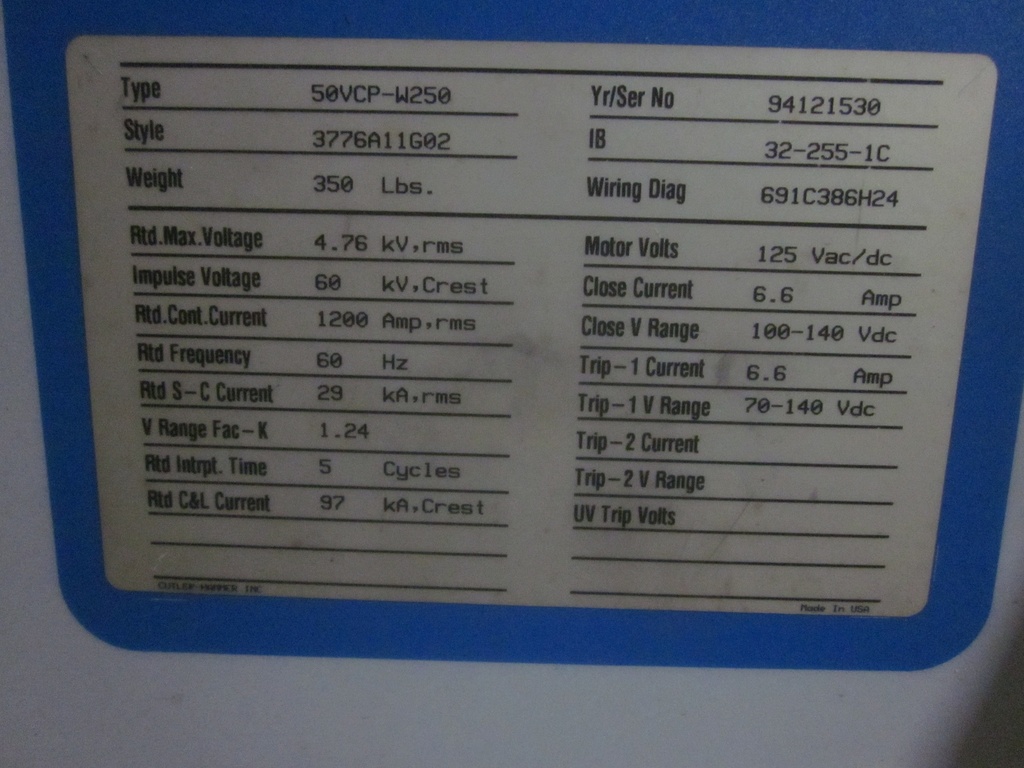 Type 50VCP-W250 Yr/Ser No 94121530
Style 3776A11G02 IB 32-255-1C
Weight 350 Lbs. Wiring Diag 691C386H24
Rtd.Max.Voltage 4.76 kV,rms Motor Volts 125 Vac/dc
Impulse Voltage 60 kV,Crest Close Current 6.6 Amp
Rtd.Cont.Current 1200 Amp,rms Close V Range 100-140 Vdc
Rtd Frequency 60 Hz Trip-1 Current 6.6 Amp
Rtd S-C Current 29 kA,rms Trip-1 V Range 70-140 Vdc
V Range Fac-K 1.24 Trip-2 Current
Rtd Intrpt. Time 5 Cycles Trip-2 V Range
Rtd C&L Current 97 kA,Crest UV Trip Volts
CUTLER-HAMMER INC Made In USA